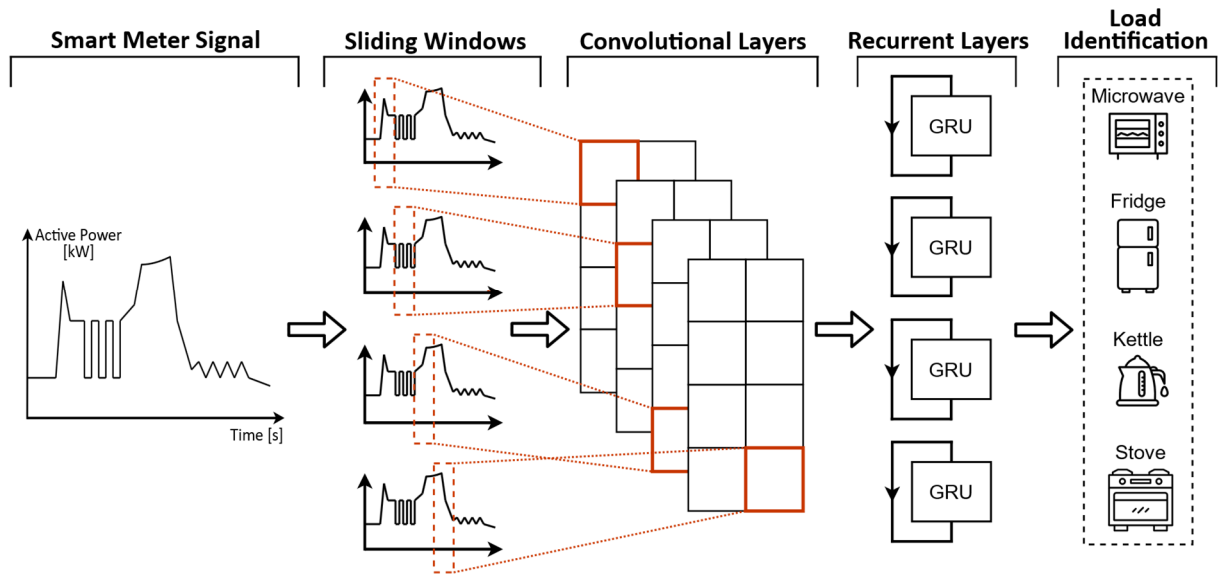 Smart Meter Signal
Sliding Windows
Convolutional Layers
Recurrent Layers
Load
Identification
Active Power
[kW]
Time [s]
GRU
GRU
GRU
GRU
Microwave
Fridge
Kettle
Stove